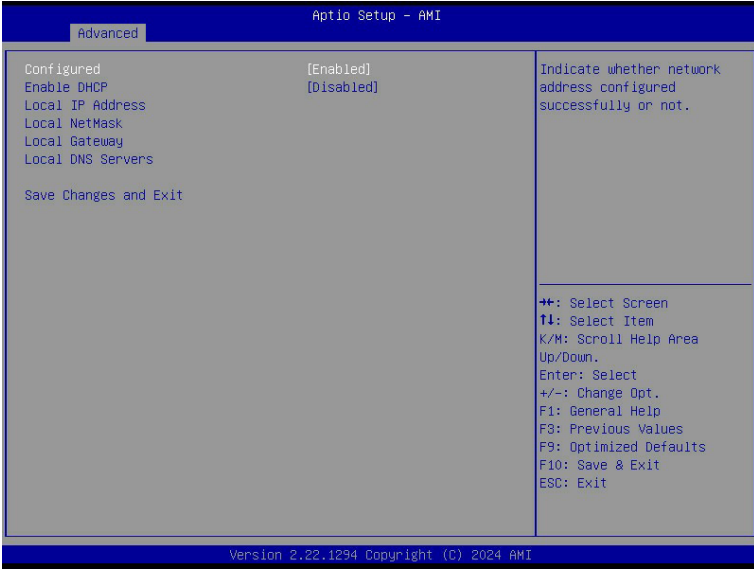 Aptio Setup – AMI
Advanced
Configured [Enabled]
Enable DHCP [Disabled]
Local IP Address
Local NetMask
Local Gateway
Local DNS Servers
Save Changes and Exit
Indicate whether network
address configured
successfully or not.
→←: Select Screen
↑↓: Select Item
K/M: Scroll Help Area
Up/Down.
Enter: Select
+/-: Change Opt.
F1: General Help
F3: Previous Values
F9: Optimized Defaults
F10: Save & Exit
ESC: Exit
Version 2.22.1294 Copyright (C) 2024 AMI